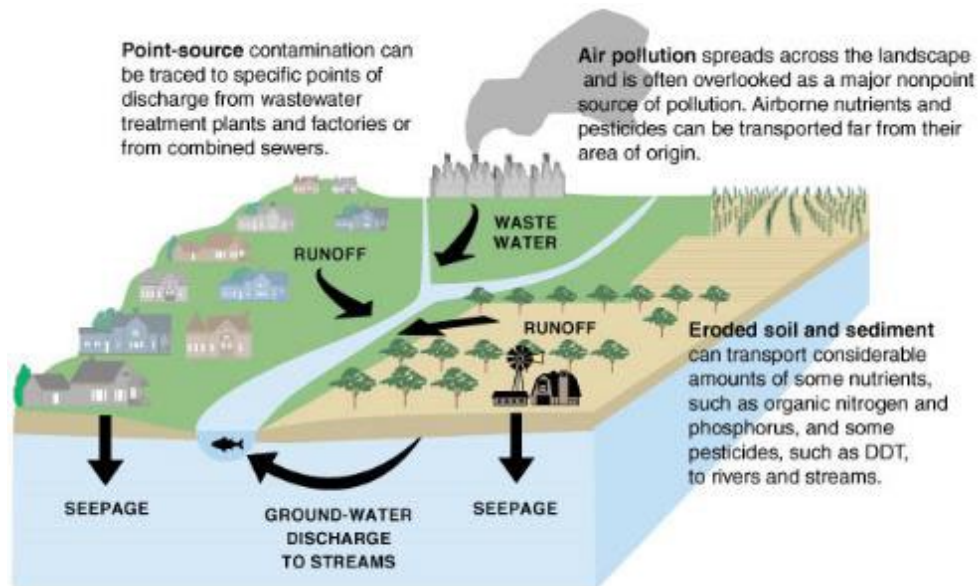 Point-source contamination can
be traced to specific points of
discharge from wastewater
treatment plants and factories or
from combined sewers.
Air pollution spreads across the landscape
and is often overlooked as a major nonpoint
source of pollution. Airborne nutrients and
pesticides can be transported far from their
area of origin.
WASTE
WATER
RUNOFF
RUNOFF
Eroded soil and sediment
can transport considerable
amounts of some nutrients,
such as organic nitrogen and
phosphorus, and some
pesticides, such as DDT,
to rivers and streams.
SEEPAGE
GROUND-WATER
DISCHARGE
TO STREAMS
SEEPAGE